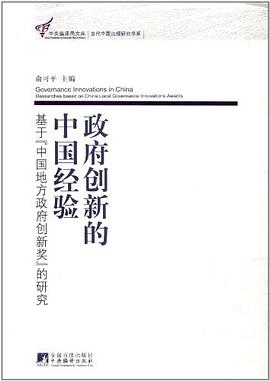 中央编译局文库 | 当代中国治理研究书系
俞可平 主编
Governance Innovations in China
Researches based on China Local Governance Innovations Awards
政府创新的
中国经验
基于“中国地方政府创新奖”的研究
中央编译出版社